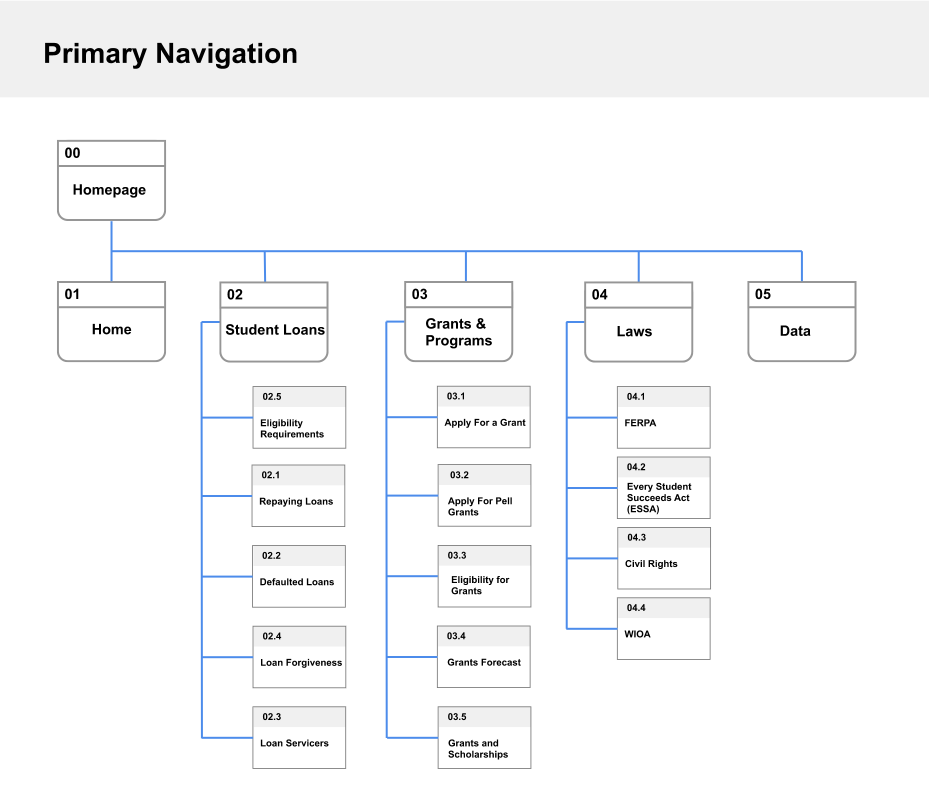 Primary Navigation
00
Homepage
01
Home
02
Student Loans
03
Grants &
Programs
04
Laws
05
Data
02.5
Eligibility
Requirements
02.1
Repaying Loans
02.2
Defaulted Loans
02.4
Loan Forgiveness
02.3
Loan Servicers
03.1
Apply For a Grant
03.2
Apply For Pell
Grants
03.3
Eligibility for
Grants
03.4
Grants Forecast
03.5
Grants and
Scholarships
04.1
FERPA
04.2
Every Student
Succeeds Act
(ESSA)
04.3
Civil Rights
04.4
WIOA